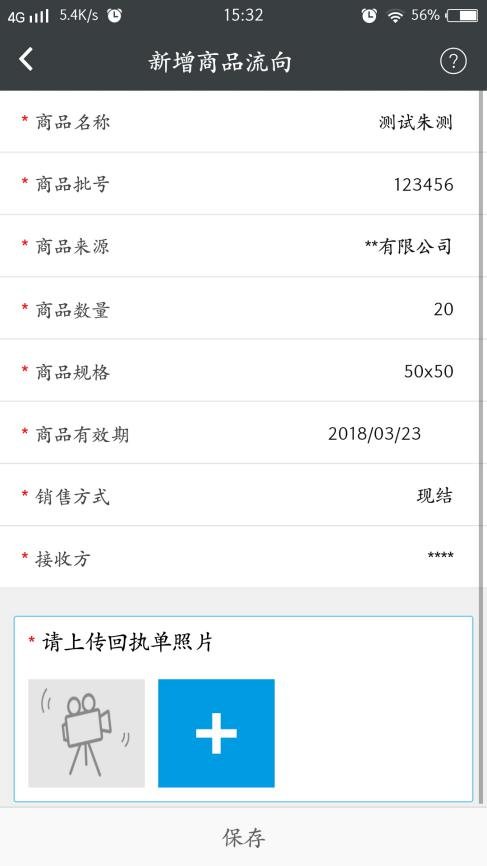 4G 5.4K/s 15:32 56%
新增商品流向 ?
* 商品名称 测试朱测
* 商品批号 123456
* 商品来源 **有限公司
* 商品数量 20
* 商品规格 50x50
* 商品有效期 2018/03/23
* 销售方式 现结
* 接收方 ****
* 请上传回执单照片
保存